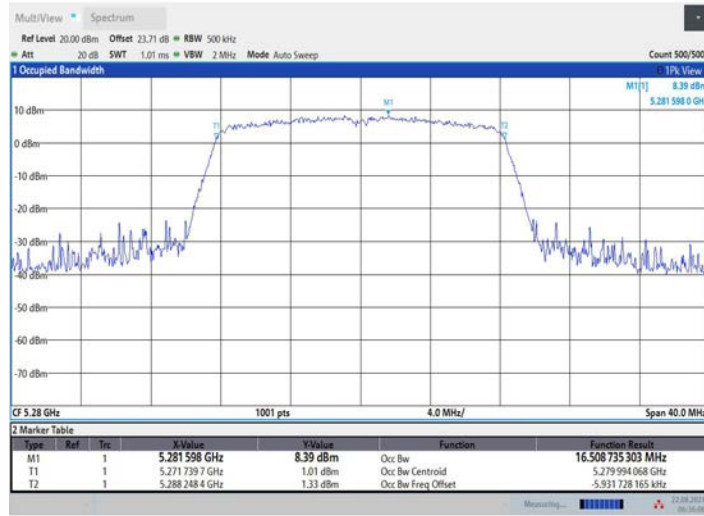 MultiView Spectrum
Ref Level 20.00 dBm Offset 23.71 dB RBW 500 kHz
Att 20 dB SWT 1.01 ms VBW 2 MHz Mode Auto Sweep Count 500/500
1 Occupied Bandwidth 1Pk View
M1[1] 8.39 dBm
5.281 598 0 GHz
M1
10 dBm
T1 T2
0 dBm
-10 dBm
-20 dBm
-30 dBm
-40 dBm
-50 dBm
-60 dBm
-70 dBm
CF 5.28 GHz 1001 pts 4.0 MHz/ Span 40.0 MHz
2 Marker Table
Type Ref Trc X-Value Y-Value Function Function Result
M1 1 5.281 598 GHz 8.39 dBm Occ Bw 16.508 735 303 MHz
T1 1 5.271 739 7 GHz 1.01 dBm Occ Bw Centroid 5.279 994 068 GHz
T2 1 5.288 248 4 GHz 1.33 dBm Occ Bw Freq Offset -5.931 728 165 kHz
Measuring...